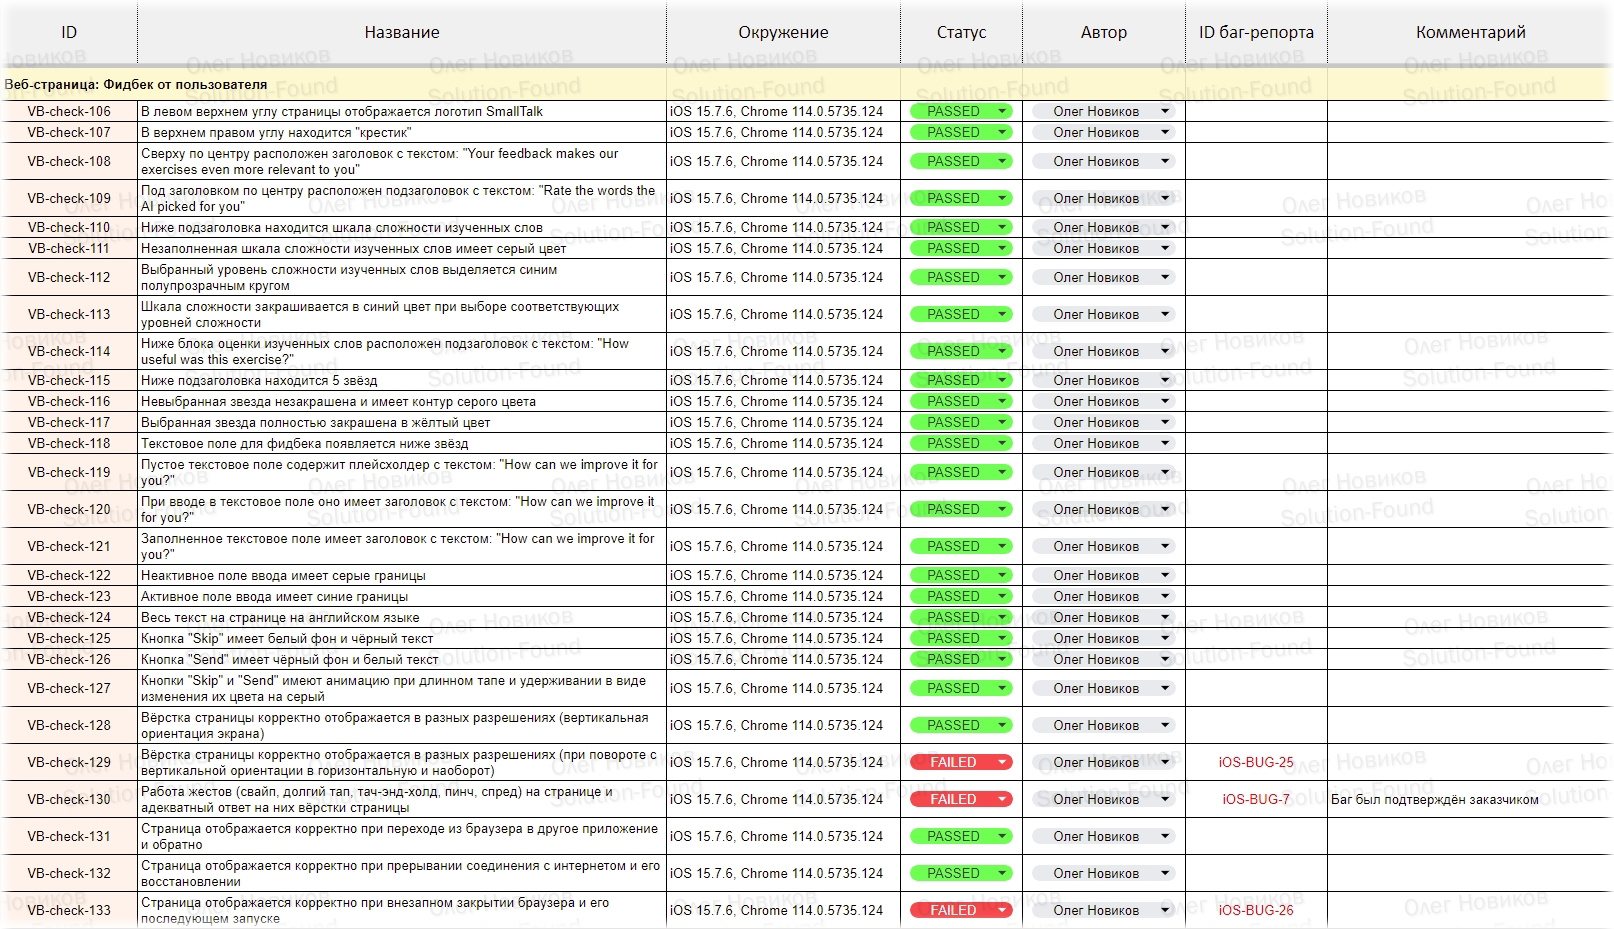 ID Название Окружение Статус Автор ID баг-репорта Комментарий
Веб-страница: Фидбек от пользователя
VB-check-106 В левом верхнем углу страницы отображается логотип SmallTalk iOS 15.7.6, Chrome 114.0.5735.124 PASSED Олег Новиков
VB-check-107 В верхнем правом углу находится "крестик" iOS 15.7.6, Chrome 114.0.5735.124 PASSED Олег Новиков
VB-check-108 Сверху по центру расположен заголовок с текстом: "Your feedback makes our
exercises even more relevant to you" iOS 15.7.6, Chrome 114.0.5735.124 PASSED Олег Новиков
VB-check-109 Под заголовком по центру расположен подзаголовок с текстом: "Rate the words the
AI picked for you" iOS 15.7.6, Chrome 114.0.5735.124 PASSED Олег Новиков
VB-check-110 Ниже подзаголовка находится шкала сложности изученных слов iOS 15.7.6, Chrome 114.0.5735.124 PASSED Олег Новиков
VB-check-111 Незаполненная шкала сложности изученных слов имеет серый цвет iOS 15.7.6, Chrome 114.0.5735.124 PASSED Олег Новиков
VB-check-112 Выбранный уровень сложности изученных слов выделяется синим
полупрозрачным кругом iOS 15.7.6, Chrome 114.0.5735.124 PASSED Олег Новиков
VB-check-113 Шкала сложности закрашивается в синий цвет при выборе соответствующих
уровней сложности iOS 15.7.6, Chrome 114.0.5735.124 PASSED Олег Новиков
VB-check-114 Ниже блока оценки изученных слов расположен подзаголовок с текстом: "How
useful was this exercise?" iOS 15.7.6, Chrome 114.0.5735.124 PASSED Олег Новиков
VB-check-115 Ниже подзаголовка находится 5 звёзд iOS 15.7.6, Chrome 114.0.5735.124 PASSED Олег Новиков
VB-check-116 Невыбранная звезда незакрашена и имеет контур серого цвета iOS 15.7.6, Chrome 114.0.5735.124 PASSED Олег Новиков
VB-check-117 Выбранная звезда полностью закрашена в жёлтый цвет iOS 15.7.6, Chrome 114.0.5735.124 PASSED Олег Новиков
VB-check-118 Текстовое поле для фидбека появляется ниже звёзд iOS 15.7.6, Chrome 114.0.5735.124 PASSED Олег Новиков
VB-check-119 Пустое текстовое поле содержит плейсхолдер с текстом: "How can we improve it for
you?" iOS 15.7.6, Chrome 114.0.5735.124 PASSED Олег Новиков
VB-check-120 При вводе в текстовое поле оно имеет заголовок с текстом: "How can we improve it
for you?" iOS 15.7.6, Chrome 114.0.5735.124 PASSED Олег Новиков
VB-check-121 Заполненное текстовое поле имеет заголовок с текстом: "How can we improve it for
you?" iOS 15.7.6, Chrome 114.0.5735.124 PASSED Олег Новиков
VB-check-122 Неактивное поле ввода имеет серые границы iOS 15.7.6, Chrome 114.0.5735.124 PASSED Олег Новиков
VB-check-123 Активное поле ввода имеет синие границы iOS 15.7.6, Chrome 114.0.5735.124 PASSED Олег Новиков
VB-check-124 Весь текст на странице на английском языке iOS 15.7.6, Chrome 114.0.5735.124 PASSED Олег Новиков
VB-check-125 Кнопка "Skip" имеет белый фон и чёрный текст iOS 15.7.6, Chrome 114.0.5735.124 PASSED Олег Новиков
VB-check-126 Кнопка "Send" имеет чёрный фон и белый текст iOS 15.7.6, Chrome 114.0.5735.124 PASSED Олег Новиков
VB-check-127 Кнопки "Skip" и "Send" имеют анимацию при длинном тапе и удерживании в виде
изменения их цвета на серый iOS 15.7.6, Chrome 114.0.5735.124 PASSED Олег Новиков
VB-check-128 Вёрстка страницы корректно отображается в разных разрешениях (вертикальная
ориентация экрана) iOS 15.7.6, Chrome 114.0.5735.124 PASSED Олег Новиков
VB-check-129 Вёрстка страницы корректно отображается в разных разрешениях (при повороте с
вертикальной ориентации в горизонтальную и наоборот) iOS 15.7.6, Chrome 114.0.5735.124 FAILED Олег Новиков iOS-BUG-25
VB-check-130 Работа жестов (свайп, долгий тап, тач-энд-холд, пинч, спред) на странице и
адекватный ответ на них вёрстки страницы iOS 15.7.6, Chrome 114.0.5735.124 FAILED Олег Новиков iOS-BUG-7 Баг был подтверждён заказчиком
VB-check-131 Страница отображается корректно при переходе из браузера в другое приложение
и обратно iOS 15.7.6, Chrome 114.0.5735.124 PASSED Олег Новиков
VB-check-132 Страница отображается корректно при прерывании соединения с интернетом и его
восстановлении iOS 15.7.6, Chrome 114.0.5735.124 PASSED Олег Новиков
VB-check-133 Страница отображается корректно при внезапном закрытии браузера и его
последующем запуске iOS 15.7.6, Chrome 114.0.5735.124 FAILED Олег Новиков iOS-BUG-26
Олег Новиков
Solution-Found